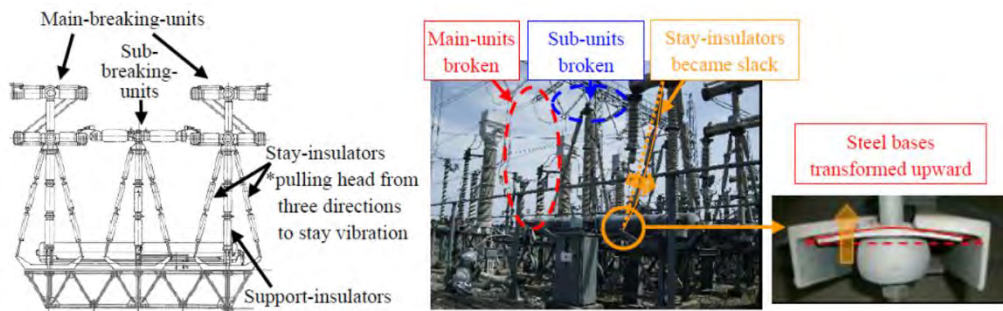 Main-breaking-units
Sub-
breaking-
units
Stay-insulators
*pulling head from
three directions
to stay vibration
Support-insulators
Main-units
broken
Sub-units
broken
Stay-insulators
became slack
Steel bases
transformed upward